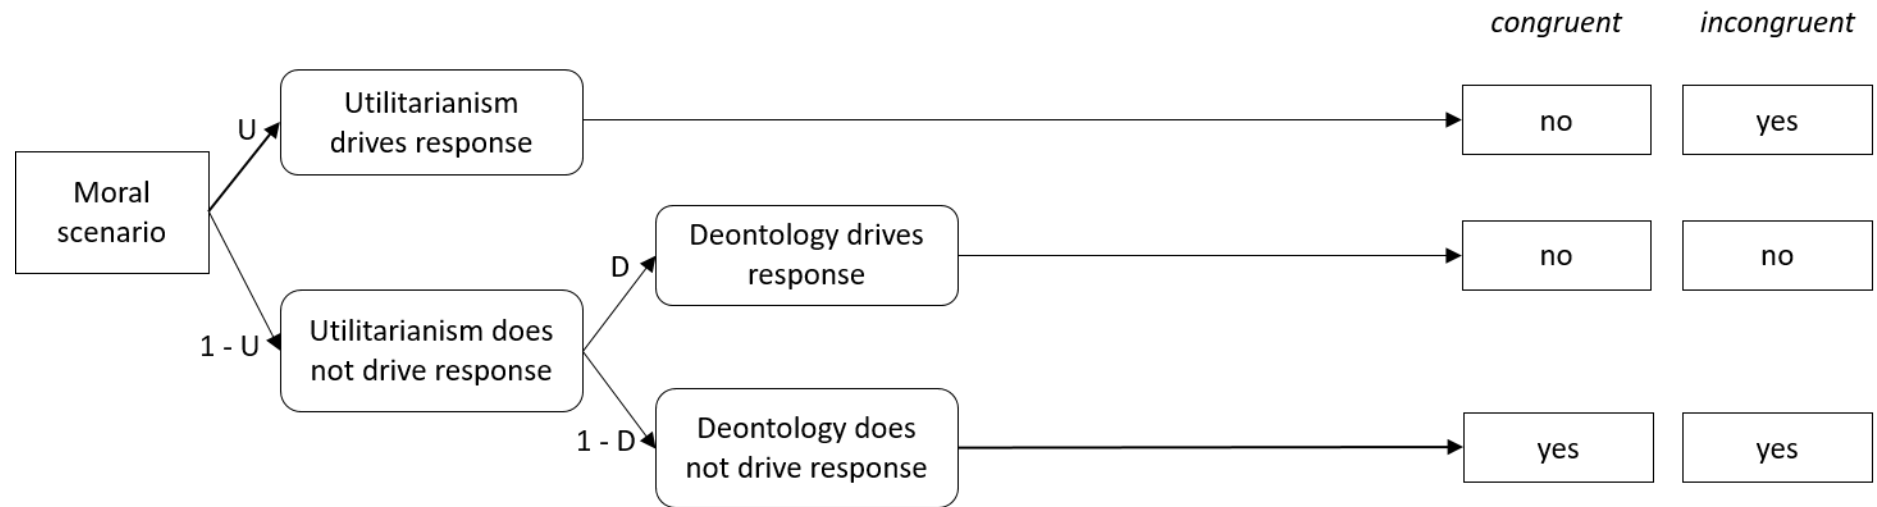 congruent incongruent
Utilitarianism
drives response
no
yes
U
Moral
scenario
Deontology drives
response
no
no
D
Utilitarianism does
not drive response
1 - U
Deontology does
not drive response
yes
yes
1 - D